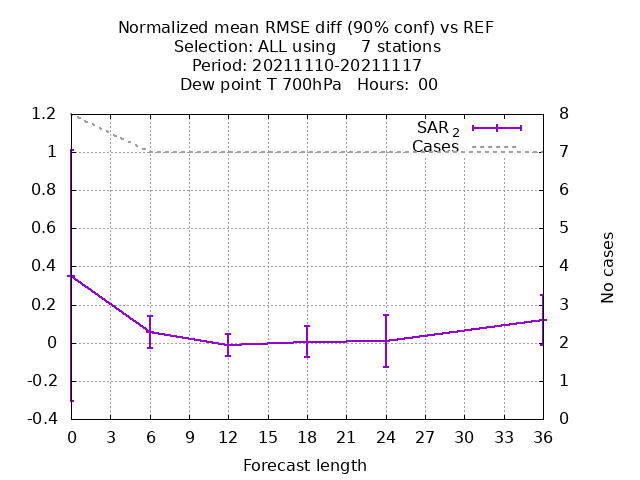 Normalized mean RMSE diff (90% conf) vs REF
Selection: ALL using     7 stations
Period: 20211110-20211117
Dew point T 700hPa   Hours:  00
SAR 2
Cases
1.2
1
0.8
0.6
0.4
0.2
0
-0.2
-0.4
8
7
6
5
4
3
2
1
0
No cases
0 3 6 9 12 15 18 21 24 27 30 33 36
Forecast length